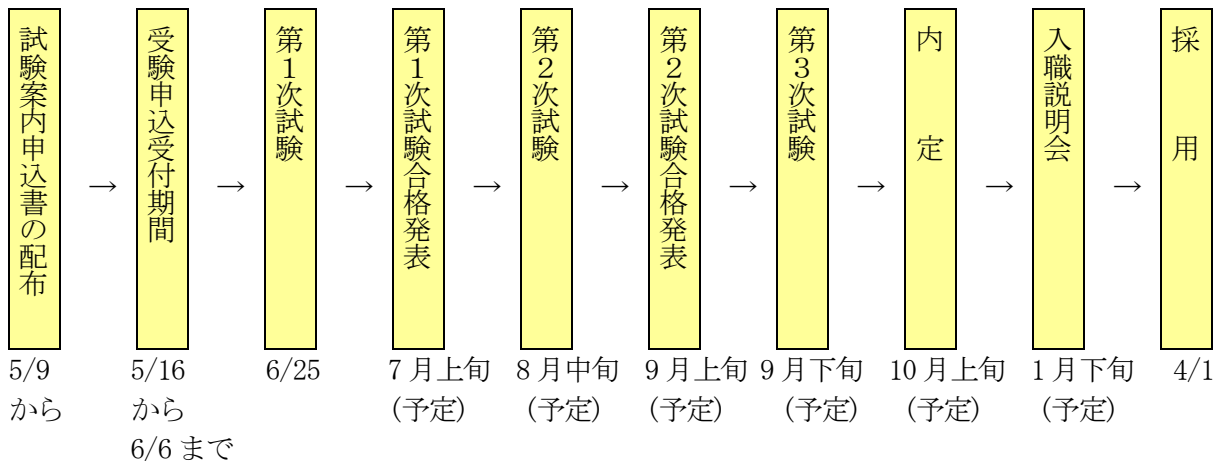 試験案内申込書の配布
→
受験申込受付期間
→
第1次試験
→
第1次試験合格発表
→
第2次試験
→
第2次試験合格発表
→
第3次試験
→
内定
→
入職説明会
→
採用
5/9
から
5/16
から
6/6まで
6/25
7月上旬
(予定)
8月中旬
(予定)
9月上旬
(予定)
9月下旬
(予定)
10月上旬
(予定)
1月下旬
(予定)
4/1